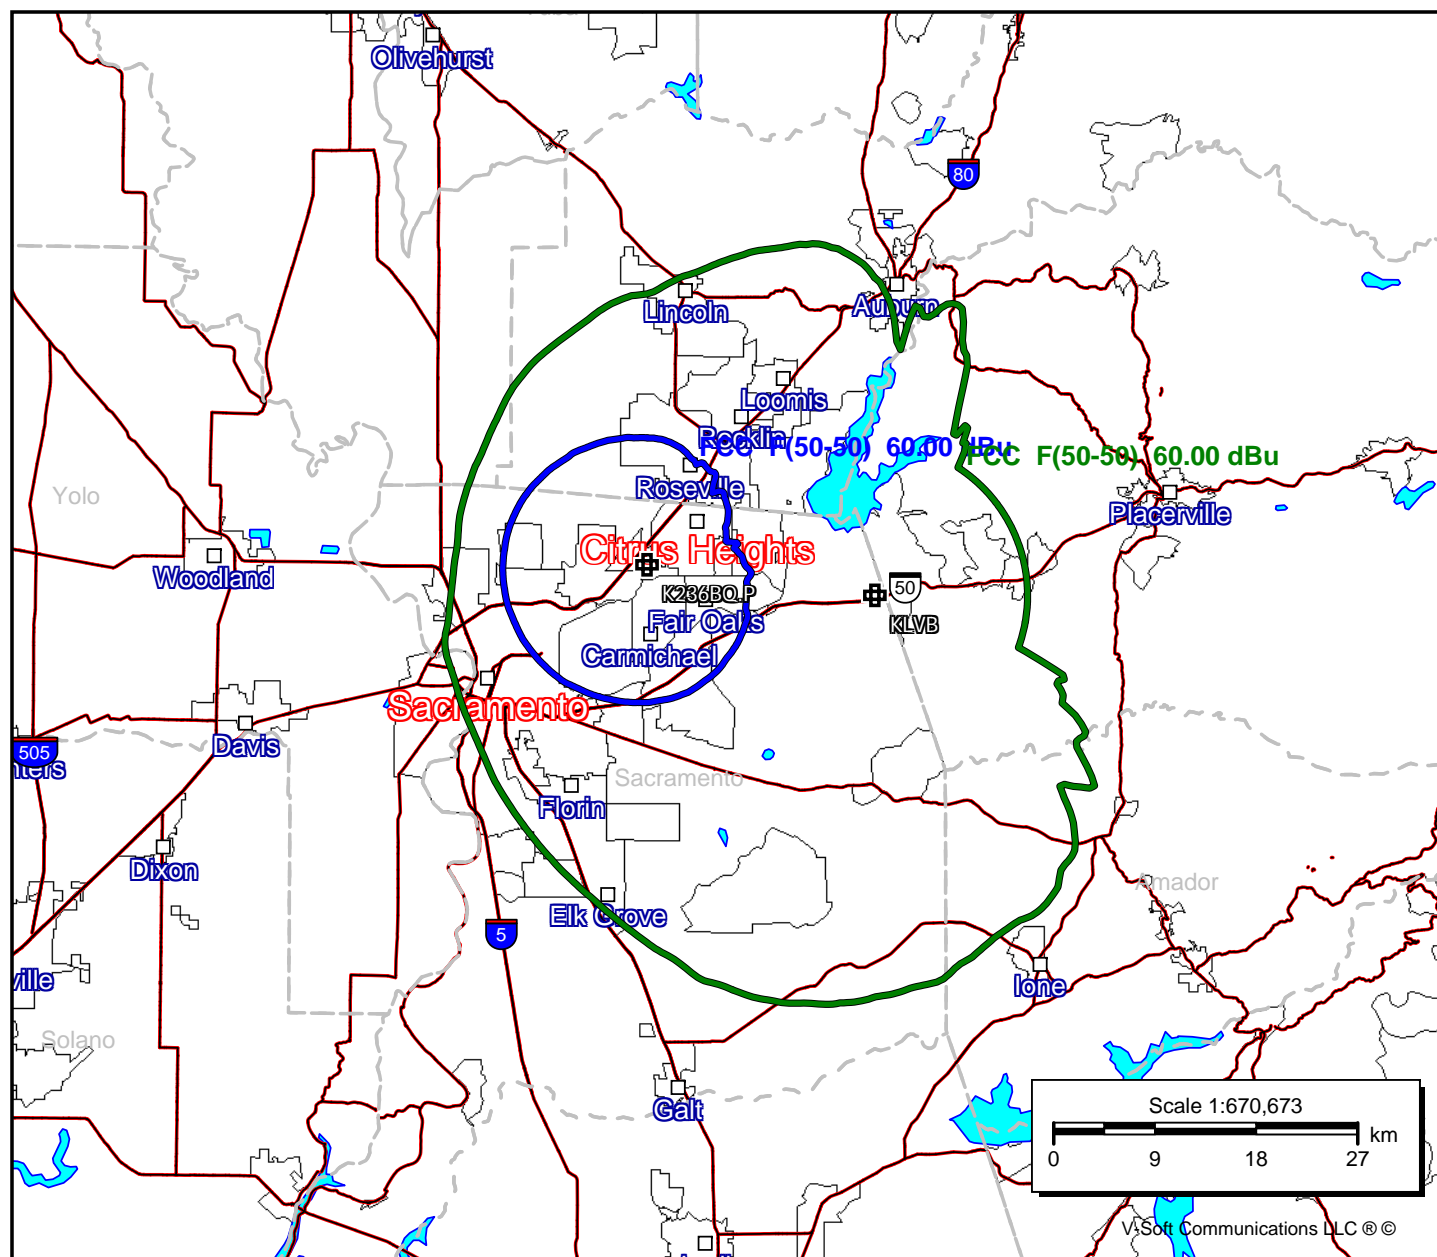 Olivehurst
80
Lincoln
Auburn
Loomis
Rocklin
FCC F(50-50) 60.00 dBu
FCC F(50-50) 60.00 dBu
Yolo
Roseville
Placerville
Citrus Heights
Woodland
K236BQ.P
50
Fair Oaks
KLVB
Carmichael
Sacramento
505
Davis
nters
Sacramento
Florin
Dixon
Amador
Elk Grove
5
ville
Ione
Solano
Galt
Scale 1:670,673
km
0 9 18 27
V-Soft Communications LLC ® ©